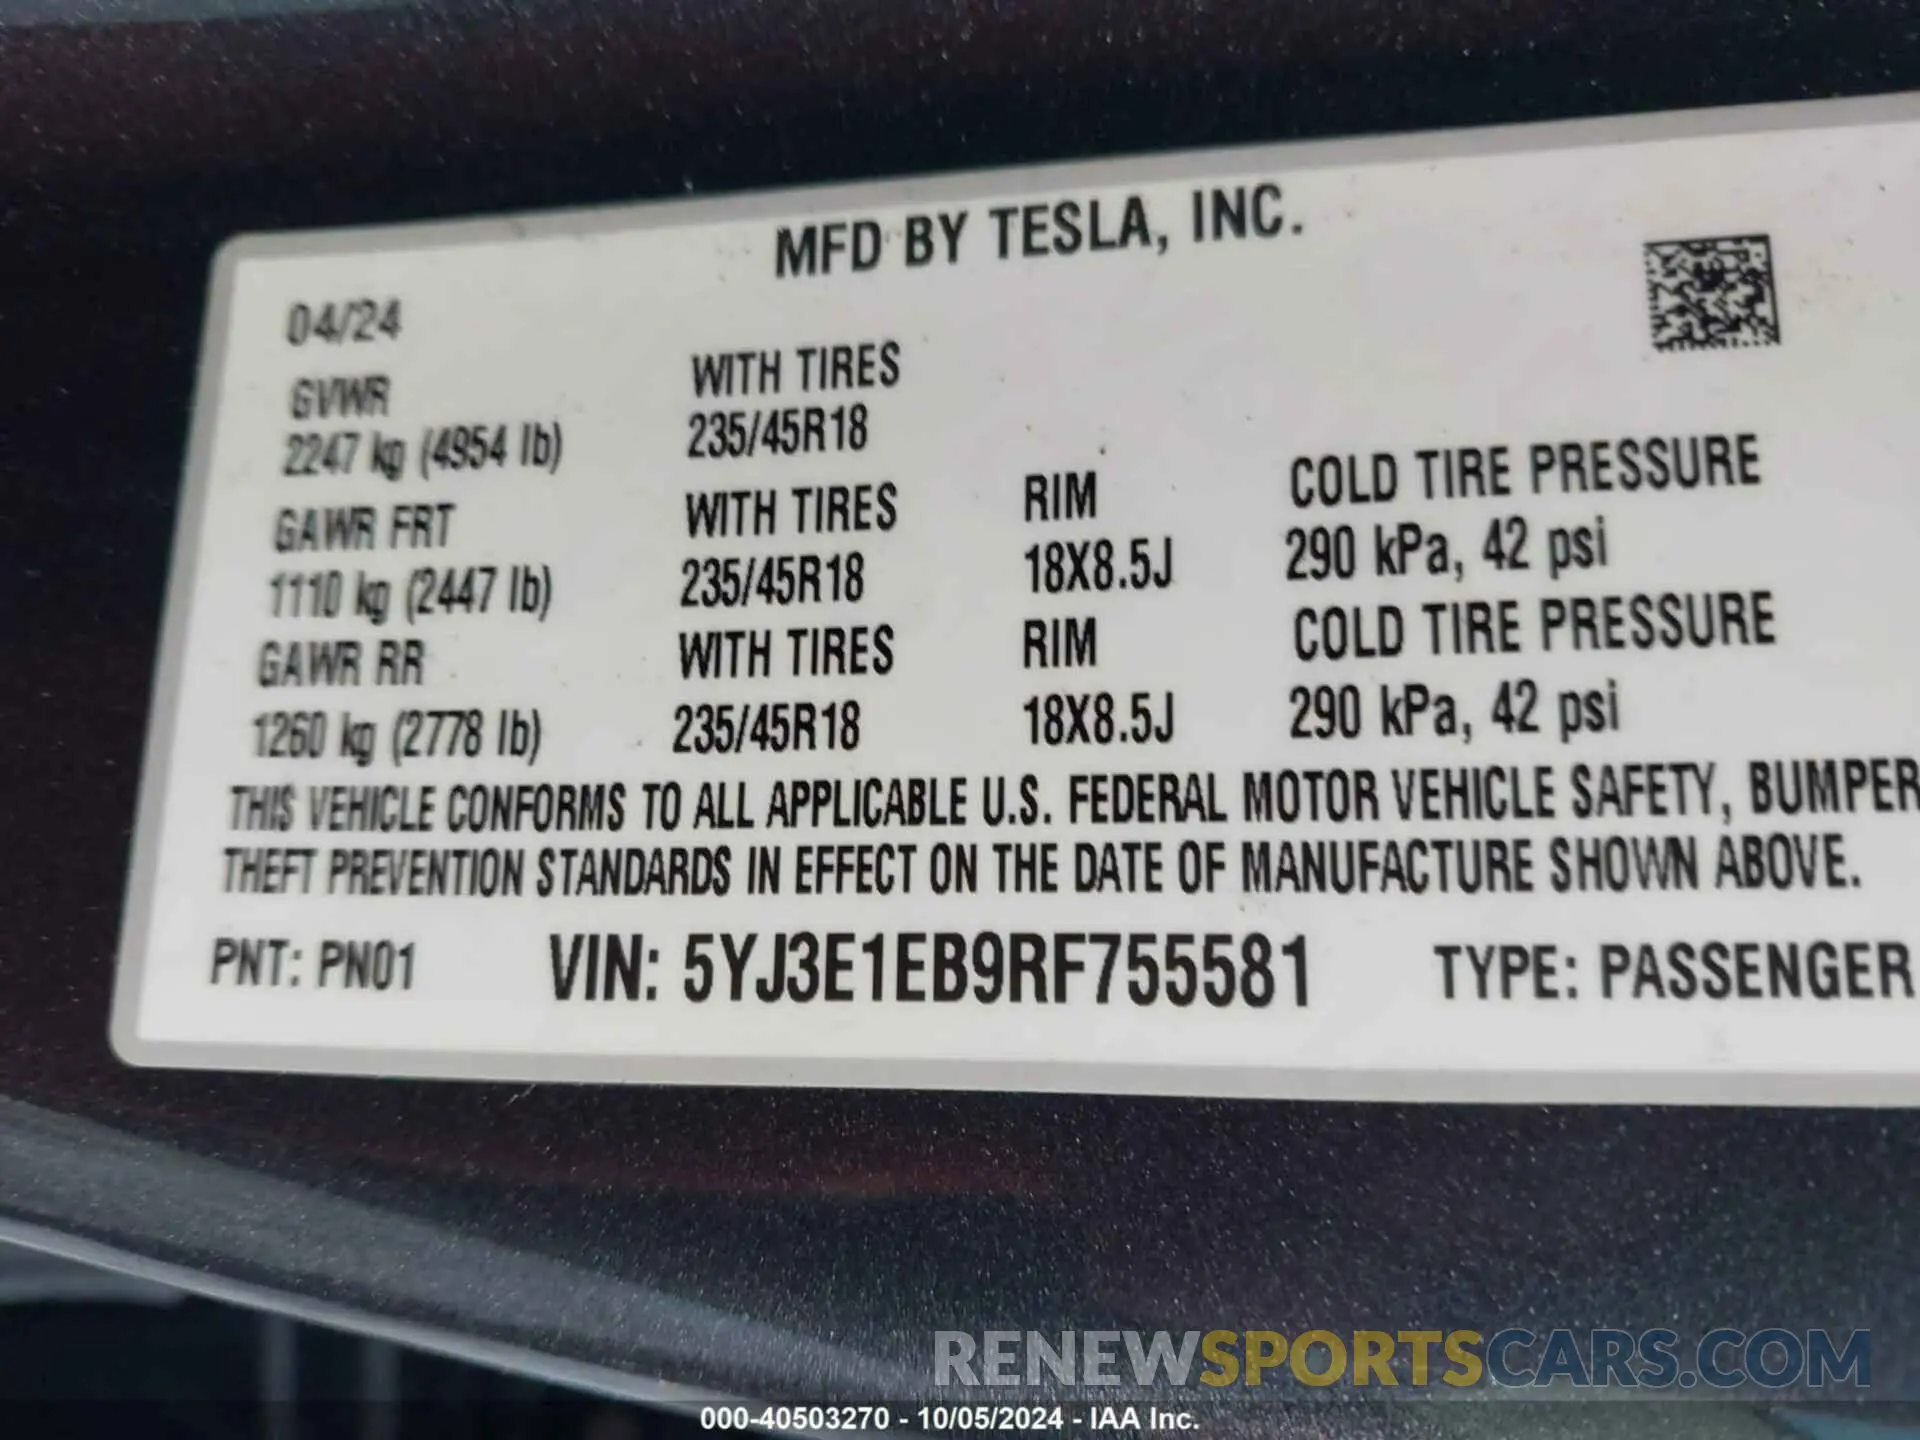 MFD BY TESLA, INC.
04/24
GVWR WITH TIRES
2247 kg (4954 lb) 235/45R18
GAWR FRT WITH TIRES RIM COLD TIRE PRESSURE
1110 kg (2447 lb) 235/45R18 18X8.5J 290 kPa, 42 psi
GAWR RR WITH TIRES RIM COLD TIRE PRESSURE
1260 kg (2778 lb) 235/45R18 18X8.5J 290 kPa, 42 psi
THIS VEHICLE CONFORMS TO ALL APPLICABLE U.S. FEDERAL MOTOR VEHICLE SAFETY, BUMPER
THEFT PREVENTION STANDARDS IN EFFECT ON THE DATE OF MANUFACTURE SHOWN ABOVE.
PNT: PN01 VIN: 5YJ3E1EB9RF755581 TYPE: PASSENGER
RENEWSPORTSCARS.COM
000-40503270 - 10/05/2024 - IAA Inc.